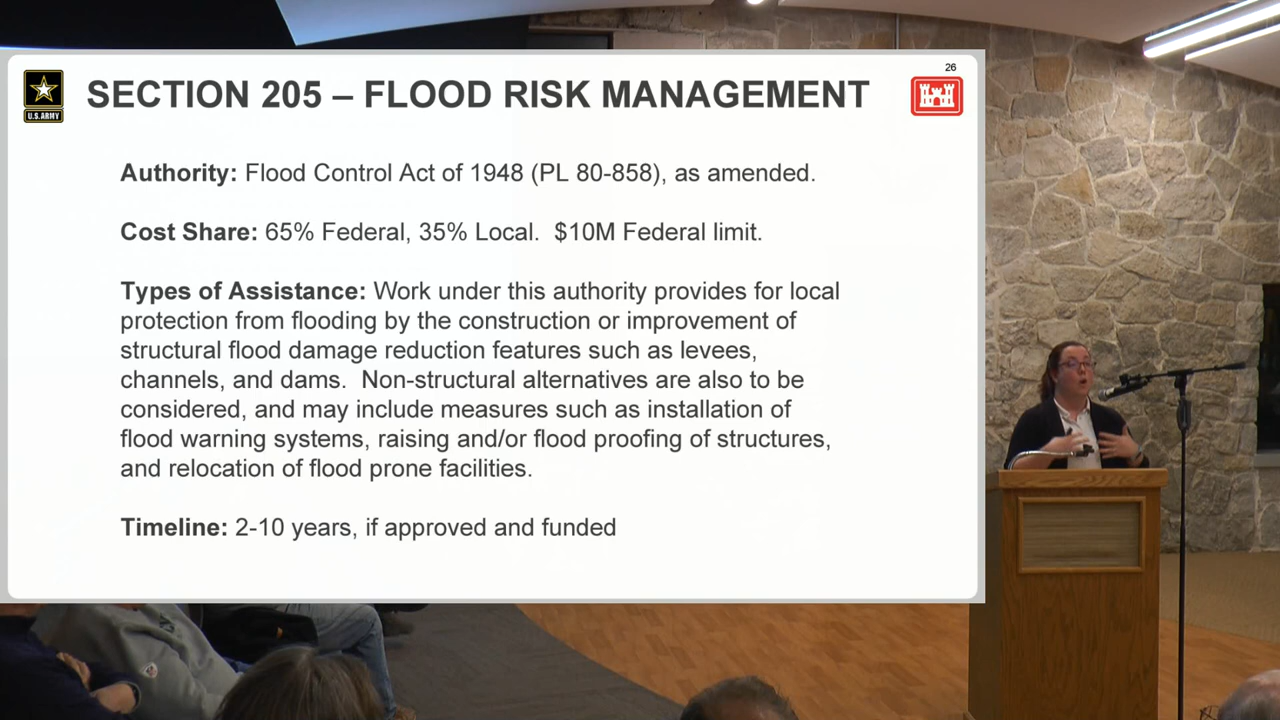 26
SECTION 205 – FLOOD RISK MANAGEMENT
U.S.ARMY
Authority: Flood Control Act of 1948 (PL 80-858), as amended.
Cost Share: 65% Federal, 35% Local.  $10M Federal limit.
Types of Assistance: Work under this authority provides for local
protection from flooding by the construction or improvement of
structural flood damage reduction features such as levees,
channels, and dams.  Non-structural alternatives are also to be
considered, and may include measures such as installation of
flood warning systems, raising and/or flood proofing of structures,
and relocation of flood prone facilities.
Timeline: 2-10 years, if approved and funded